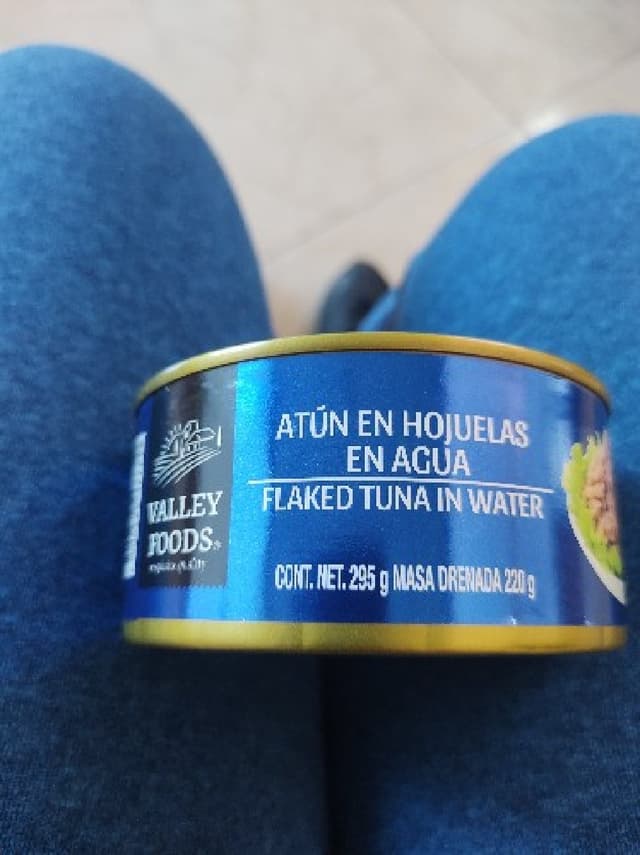 VALLEY
FOODS
ATÚN EN HOJUELAS
EN AGUA
FLAKED TUNA IN WATER
CONT. NET. 295 g MASA DRENADA 220 g